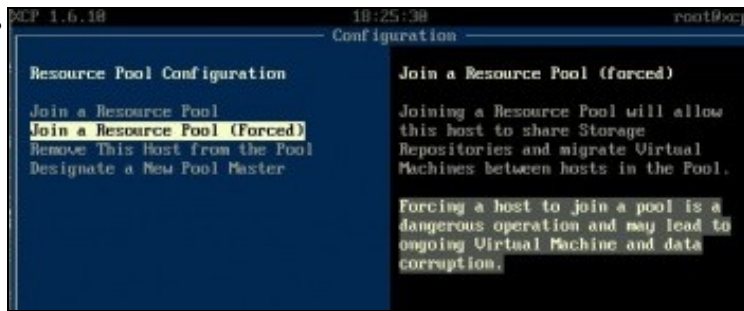 XCP 1.6.10 18:25:30 root@xcp
Configuration
Resource Pool Configuration
Join a Resource Pool
Join a Resource Pool (Forced)
Remove This Host from the Pool
Designate a New Pool Master
Join a Resource Pool (forced)
Joining a Resource Pool will allow
this host to share Storage
Repositories and migrate Virtual
Machines between hosts in the Pool.
Forcing a host to join a pool is a
dangerous operation and may lead to
ongoing Virtual Machine and data
corruption.